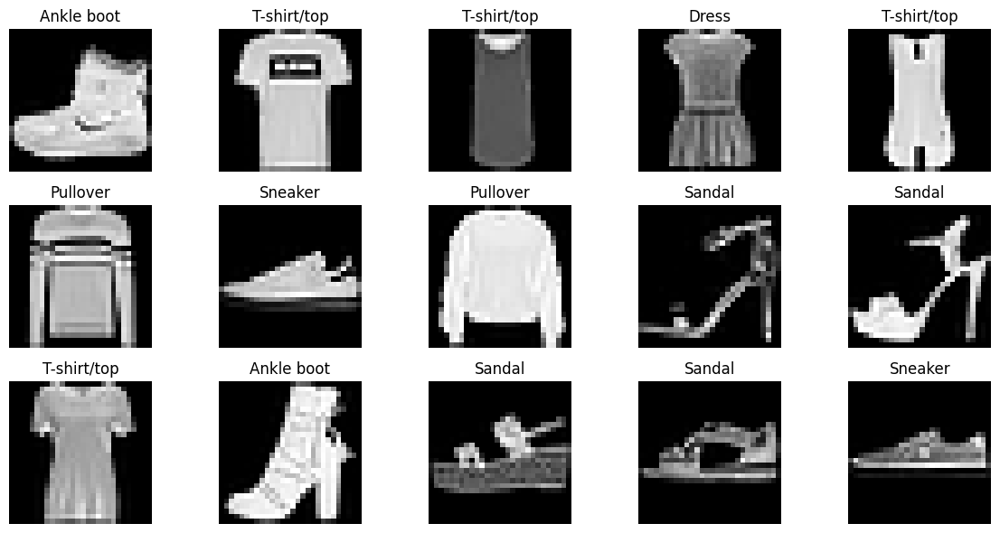 Ankle boot T-shirt/top T-shirt/top Dress T-shirt/top
Pullover Sneaker Pullover Sandal Sandal
T-shirt/top Ankle boot Sandal Sandal Sneaker